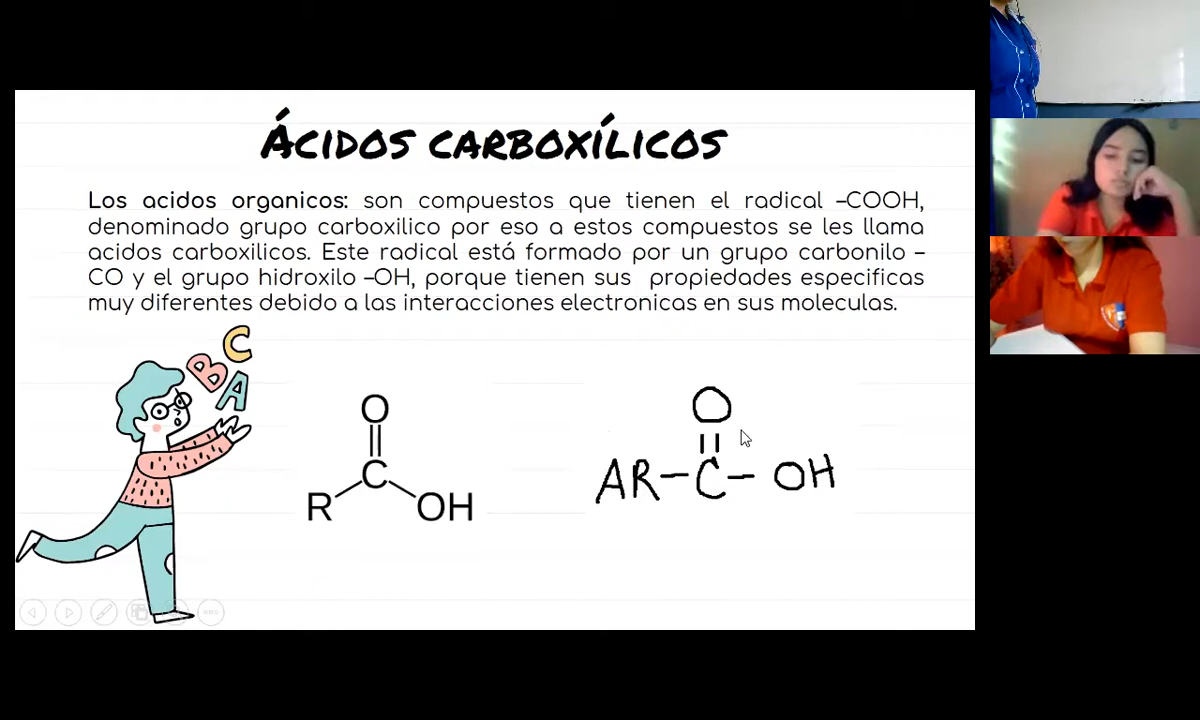 ÁCIDOS CARBOXÍLICOS
Los acidos organicos: son compuestos que tienen el radical –COOH,
denominado grupo carboxilico por eso a estos compuestos se les llama
acidos carboxilicos. Este radical está formado por un grupo carbonilo –
CO y el grupo hidroxilo –OH, porque tienen sus propiedades especificas
muy diferentes debido a las interacciones electronicas en sus moleculas.
C
B
A
O
C
R
OH
O
AR-C-OH